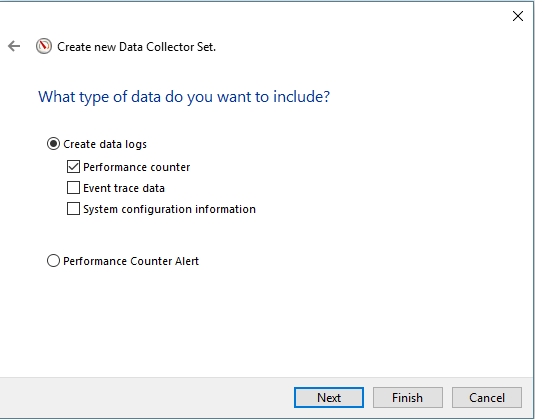 Create new Data Collector Set.
What type of data do you want to include?
Create data logs
Performance counter
Event trace data
System configuration information
Performance Counter Alert
Next Finish Cancel